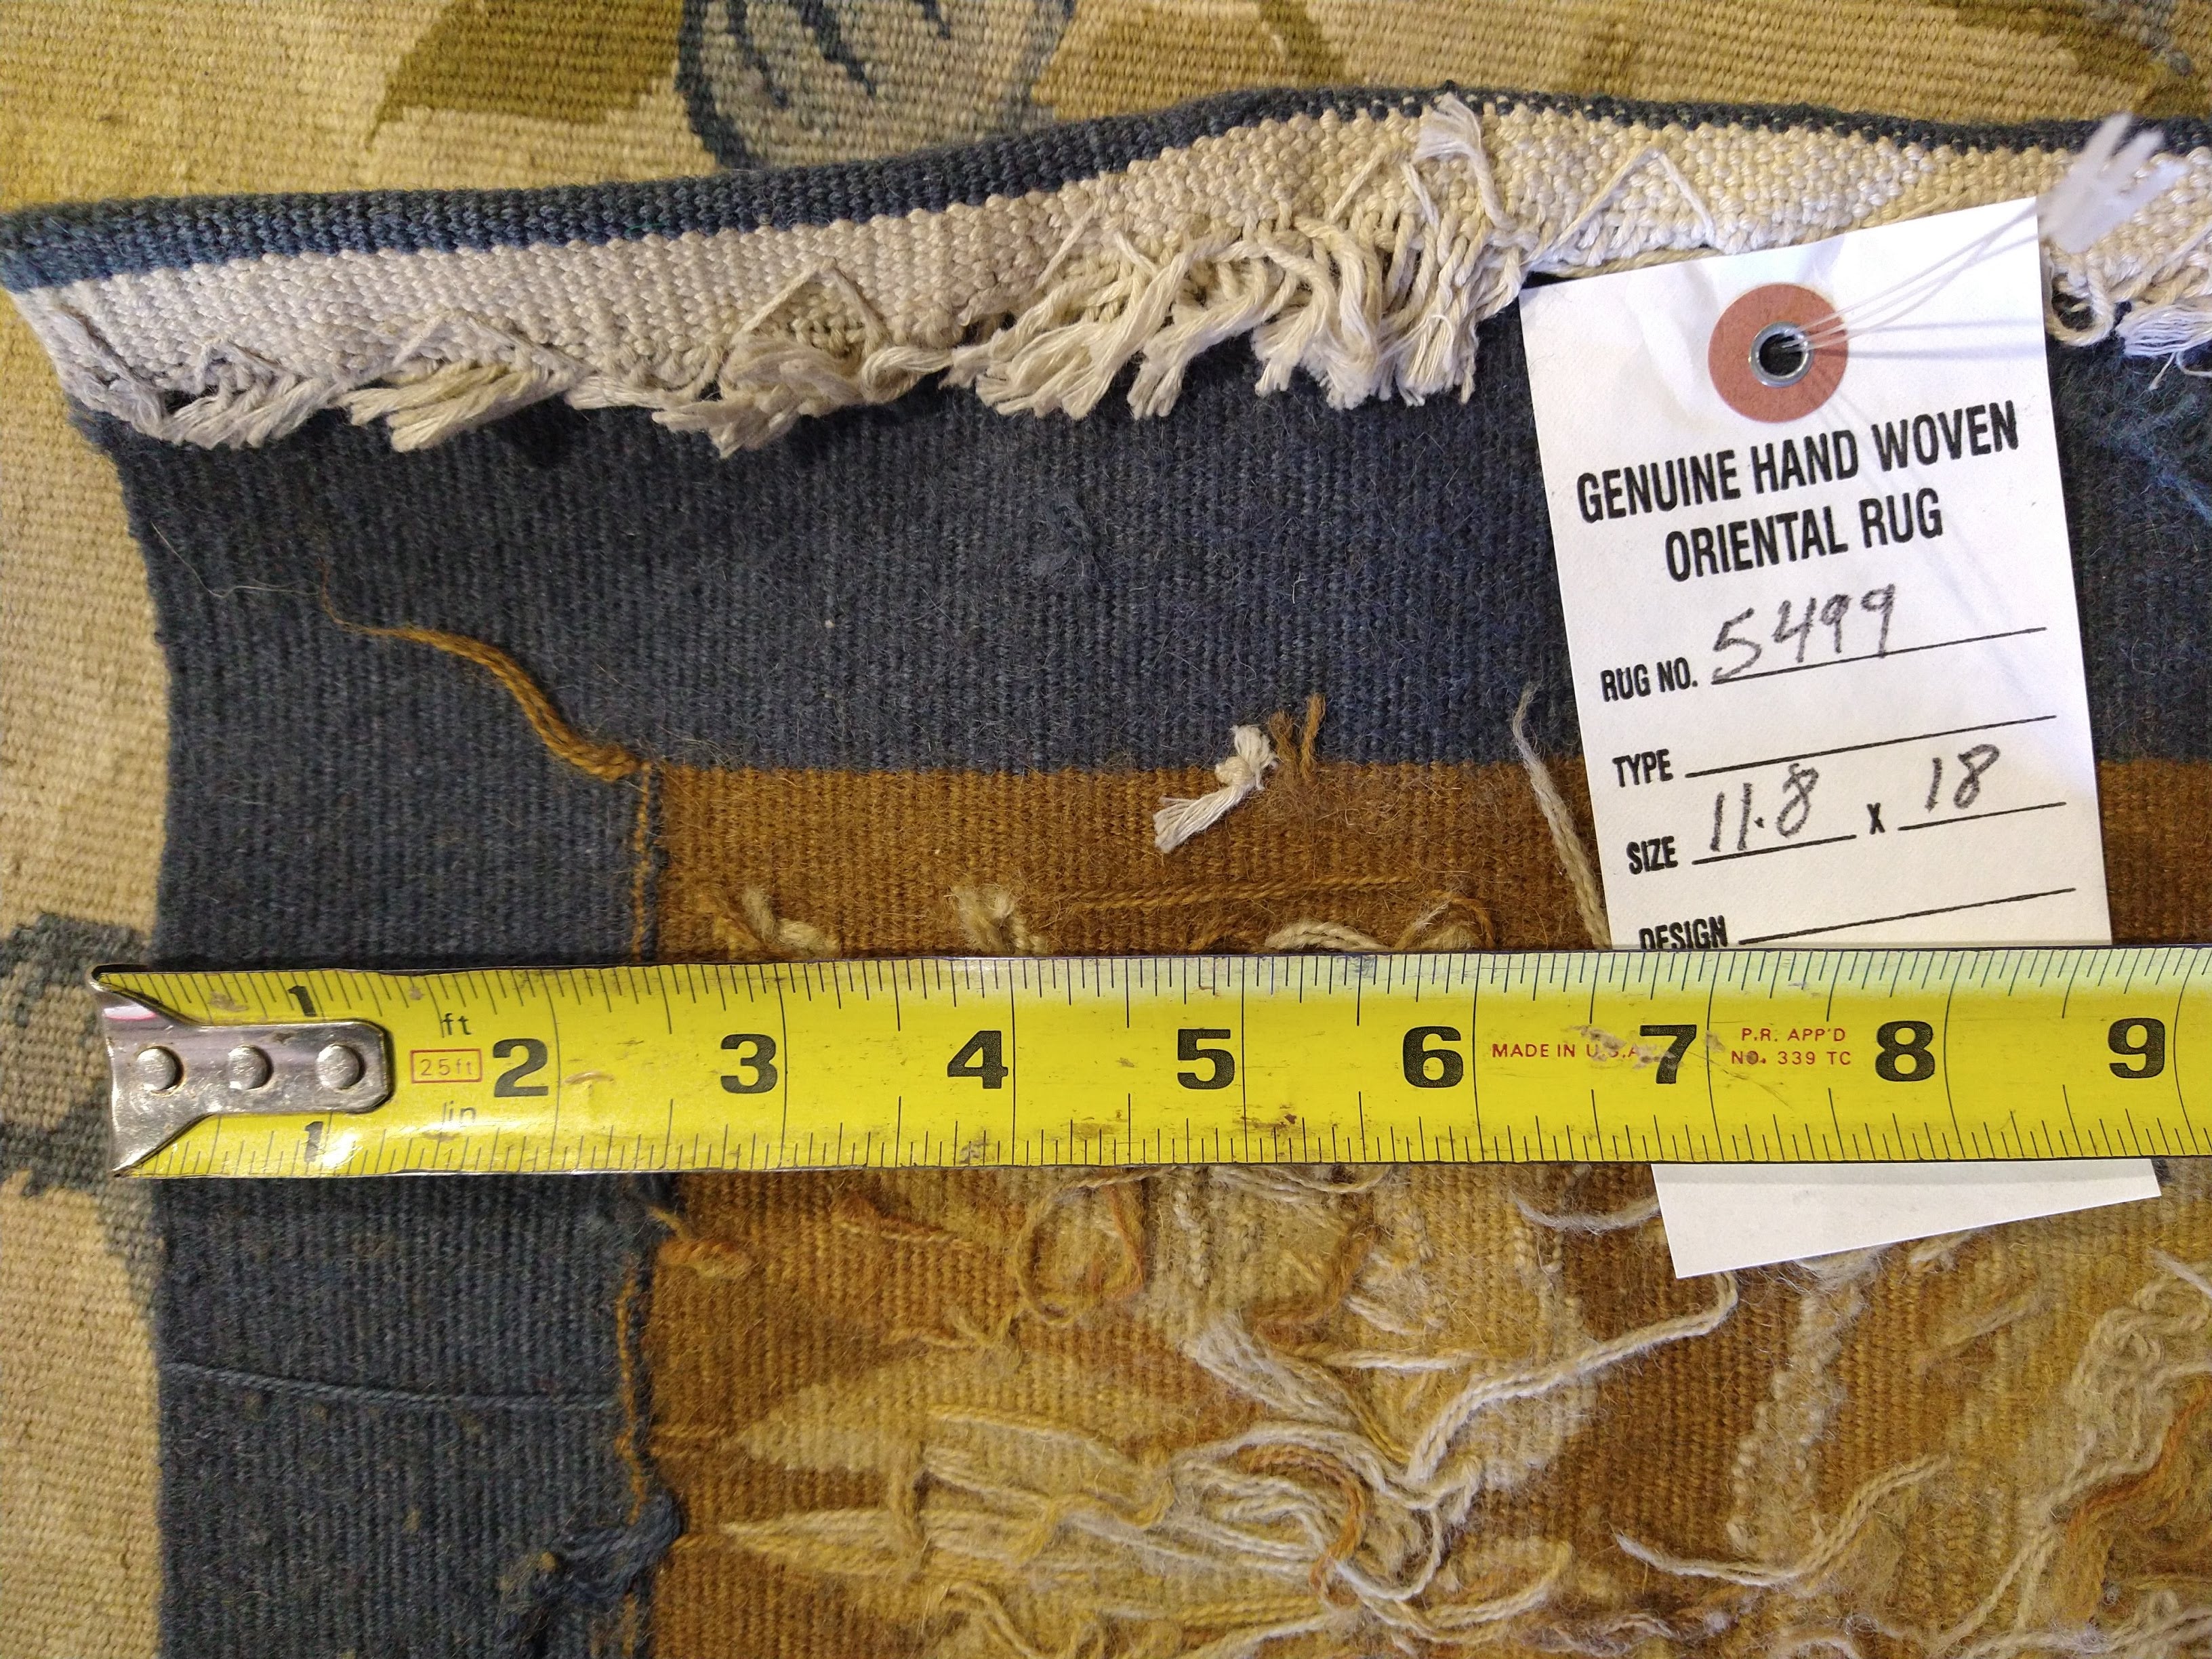 GENUINE HAND WOVEN
ORIENTAL RUG
RUG NO. 5499
TYPE
SIZE 11.8 X 18
DESIGN
1
ft
25ft
in
1
2 3 4 5 6 7 8 9
MADE IN U.S.A.
P.R. APP'D
NO. 339 TC